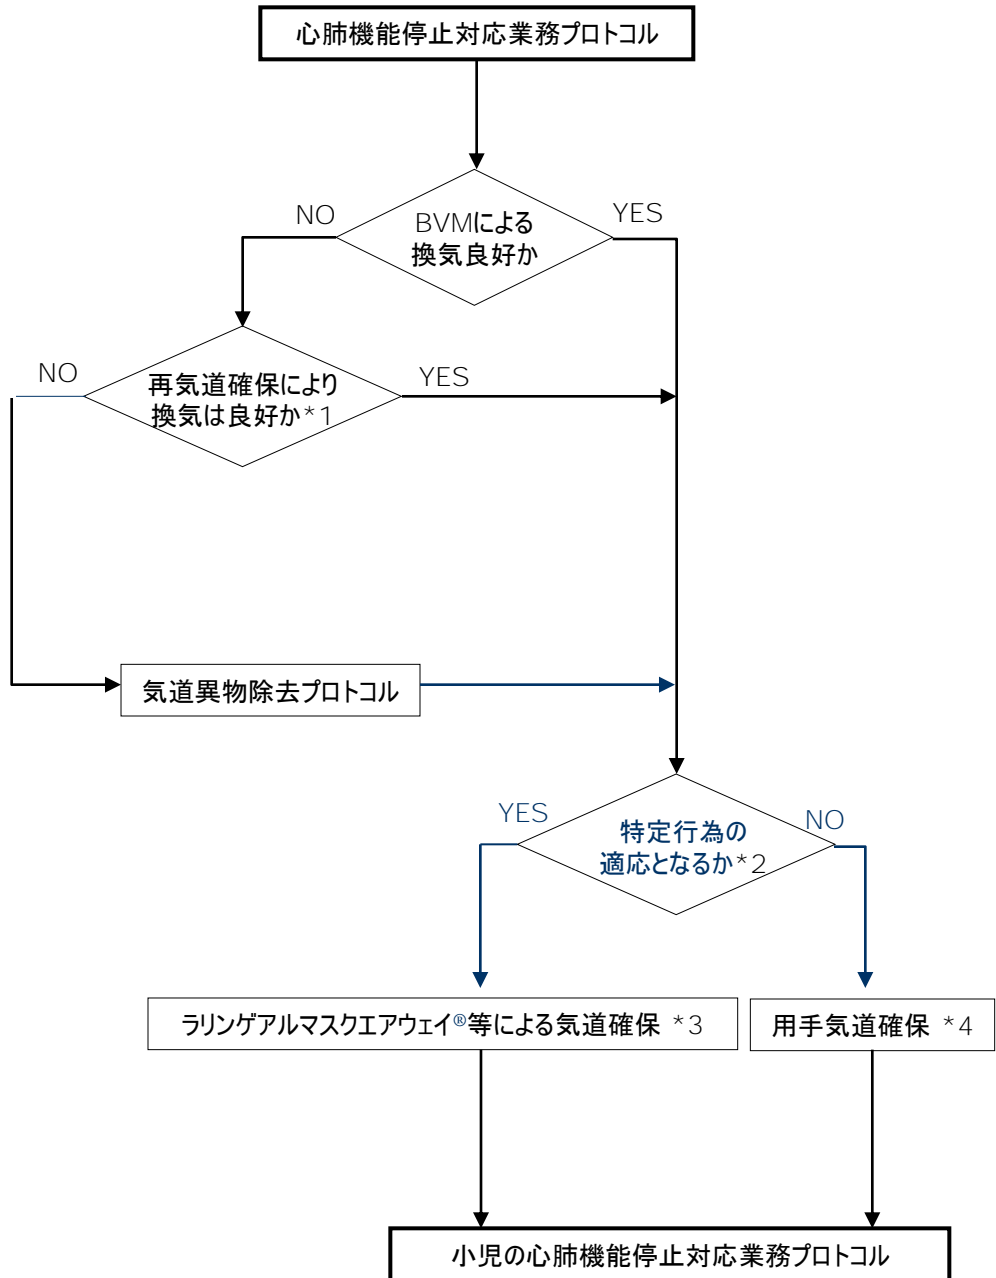 心肺機能停止対応業務プロトコル
NO
YES
BVMによる
換気良好か
NO
YES
再気道確保により
換気は良好か*1
気道異物除去プロトコル
YES
NO
特定行為の
適応となるか*2
ラリンゲアルマスクエアウェイ®等による気道確保 *3
用手気道確保 *4
小児の心肺機能停止対応業務プロトコル